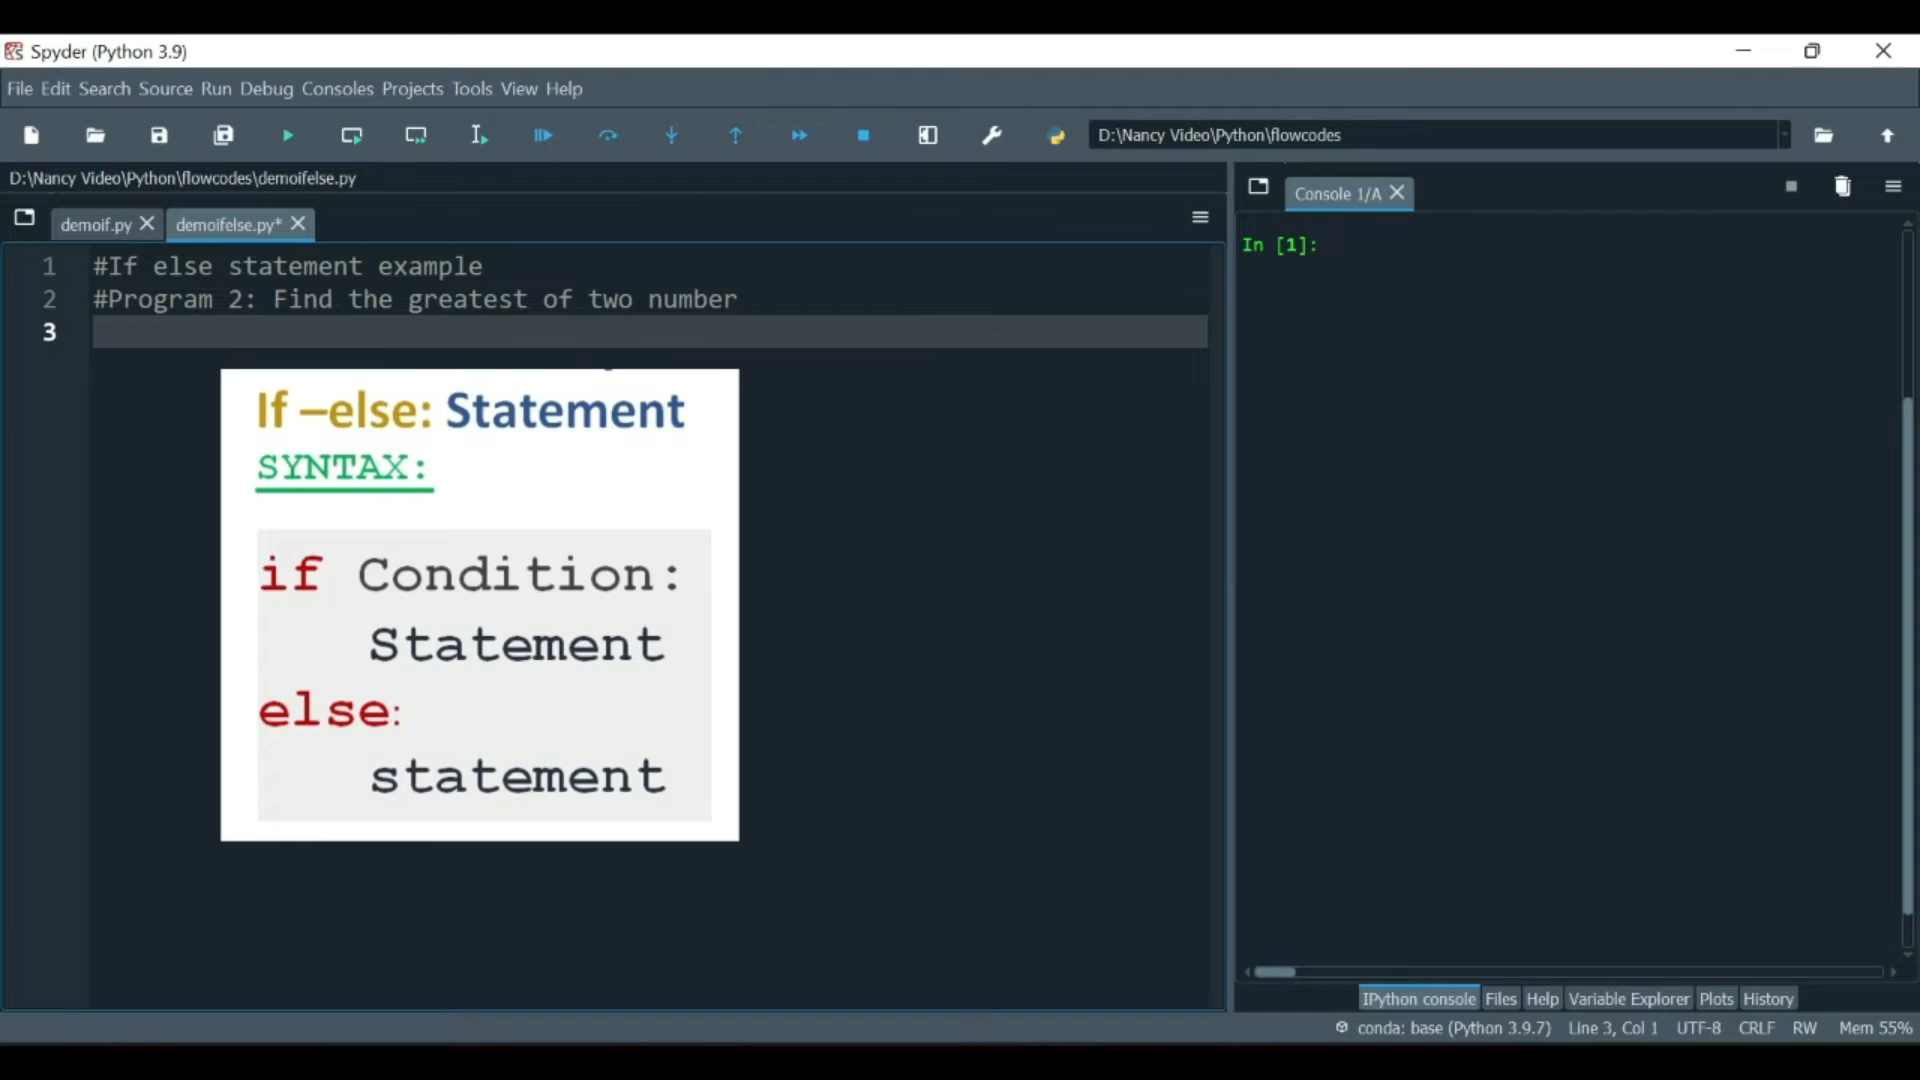 Spyder (Python 3.9)
File Edit Search Source Run Debug Consoles Projects Tools View Help
D:\Nancy Video\Python\flowcodes
D:\Nancy Video\Python\flowcodes\demoifelse.py
demoif.py
demoifelse.py*
Console 1/A
1 #If else statement example
2 #Program 2: Find the greatest of two number
3
In [1]:
If –else: Statement
SYNTAX:
if Condition:
Statement
else:
statement
IPython console Files Help Variable Explorer Plots History
conda: base (Python 3.9.7) Line 3, Col 1 UTF-8 CRLF RW Mem 55%